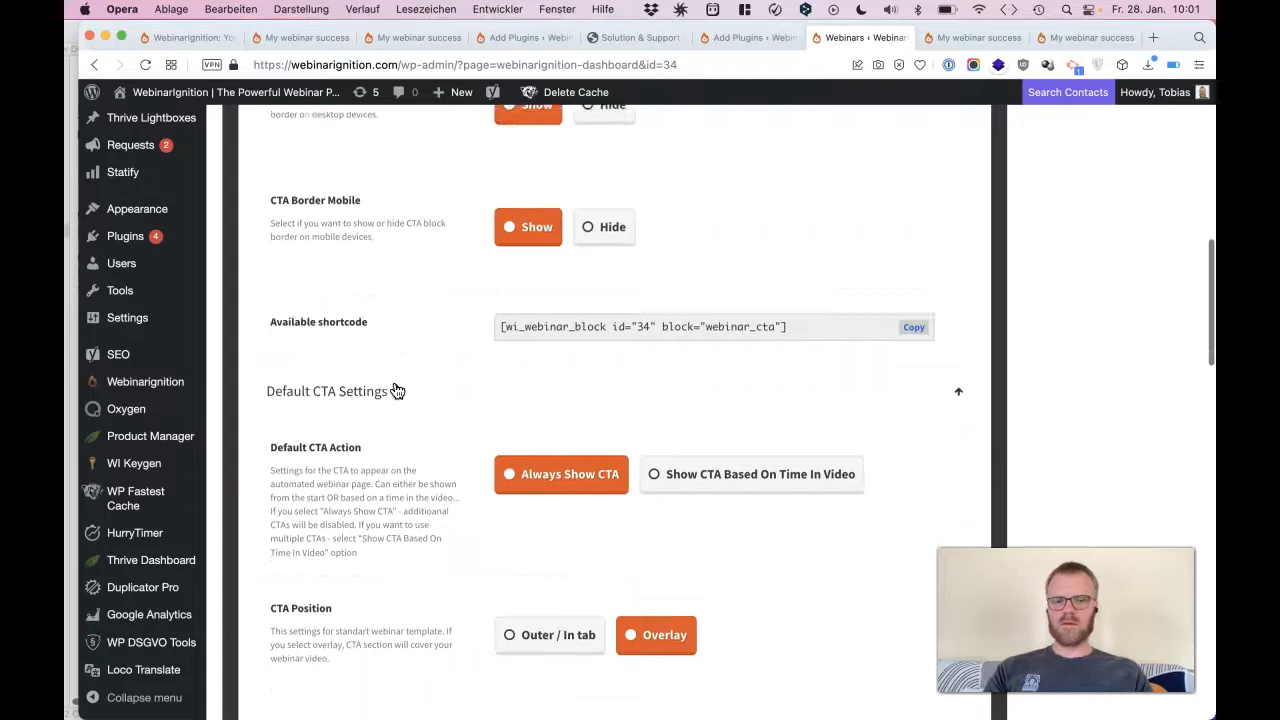 Opera Ablage Bearbeiten Darstellung Verlauf Lesezeichen Entwickler Fenster Hilfe Fr. 28. Jan. 10:01
WebinarIgnition: Yo My webinar success My webinar success Add Plugins ‹ Webin Solution & Support Add Plugins ‹ Webin Webinars ‹ Webinari My webinar success My webinar success
VPN https://webinarignition.com/wp-admin/?page=webinarignition-dashboard&id=34
WebinarIgnition | The Powerful Webinar P... 5 0 New Delete Cache Search Contacts Howdy, Tobias
Thrive Lightboxes
Requests 2
Statify
Appearance
Plugins 4
Users
Tools
Settings
SEO
Webinarignition
Oxygen
Product Manager
WI Keygen
WP Fastest
Cache
HurryTimer
Thrive Dashboard
Duplicator Pro
Google Analytics
WP DSGVO Tools
Loco Translate
Collapse menu
border on desktop devices.
Show Hide
CTA Border Mobile
Select if you want to show or hide CTA block
border on mobile devices.
Show Hide
Available shortcode
[wi_webinar_block id="34" block="webinar_cta"] Copy
Default CTA Settings
Default CTA Action
Settings for the CTA to appear on the
automated webinar page. Can either be shown
from the start OR based on a time in the video...
If you select "Always Show CTA" - additioanal
CTAs will be disabled. If you want to use
multiple CTAs - select "Show CTA Based On
Time In Video" option
Always Show CTA Show CTA Based On Time In Video
CTA Position
This settings for standart webinar template. If
you select overlay, CTA section will cover your
webinar video.
Outer / In tab Overlay